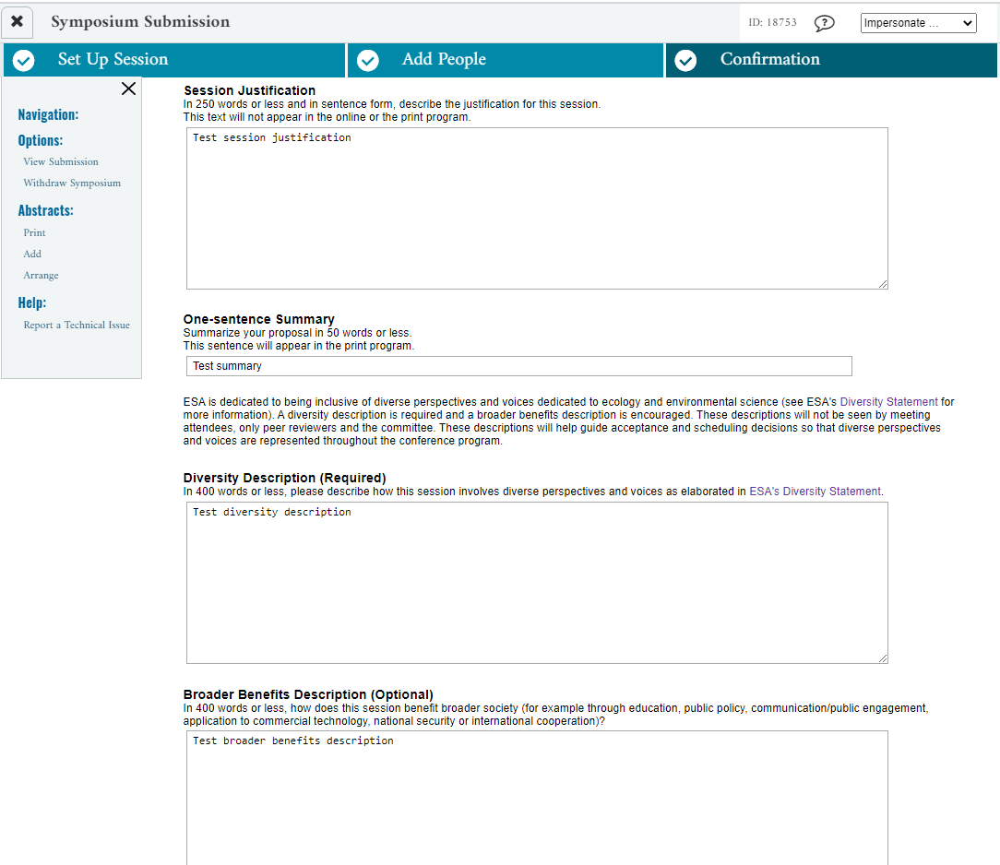 Symposium Submission
ID: 18753
Impersonate ...
Set Up Session
Add People
Confirmation
Navigation:
Options:
View Submission
Withdraw Symposium
Abstracts:
Print
Add
Arrange
Help:
Report a Technical Issue
Session Justification
In 250 words or less and in sentence form, describe the justification for this session.
This text will not appear in the online or the print program.
Test session justification
One-sentence Summary
Summarize your proposal in 50 words or less.
This sentence will appear in the print program.
Test summary
ESA is dedicated to being inclusive of diverse perspectives and voices dedicated to ecology and environmental science (see ESA's Diversity Statement for
more information). A diversity description is required and a broader benefits description is encouraged. These descriptions will not be seen by meeting
attendees, only peer reviewers and the committee. These descriptions will help guide acceptance and scheduling decisions so that diverse perspectives
and voices are represented throughout the conference program.
Diversity Description (Required)
In 400 words or less, please describe how this session involves diverse perspectives and voices as elaborated in ESA's Diversity Statement.
Test diversity description
Broader Benefits Description (Optional)
In 400 words or less, how does this session benefit broader society (for example through education, public policy, communication/public engagement,
application to commercial technology, national security or international cooperation)?
Test broader benefits description